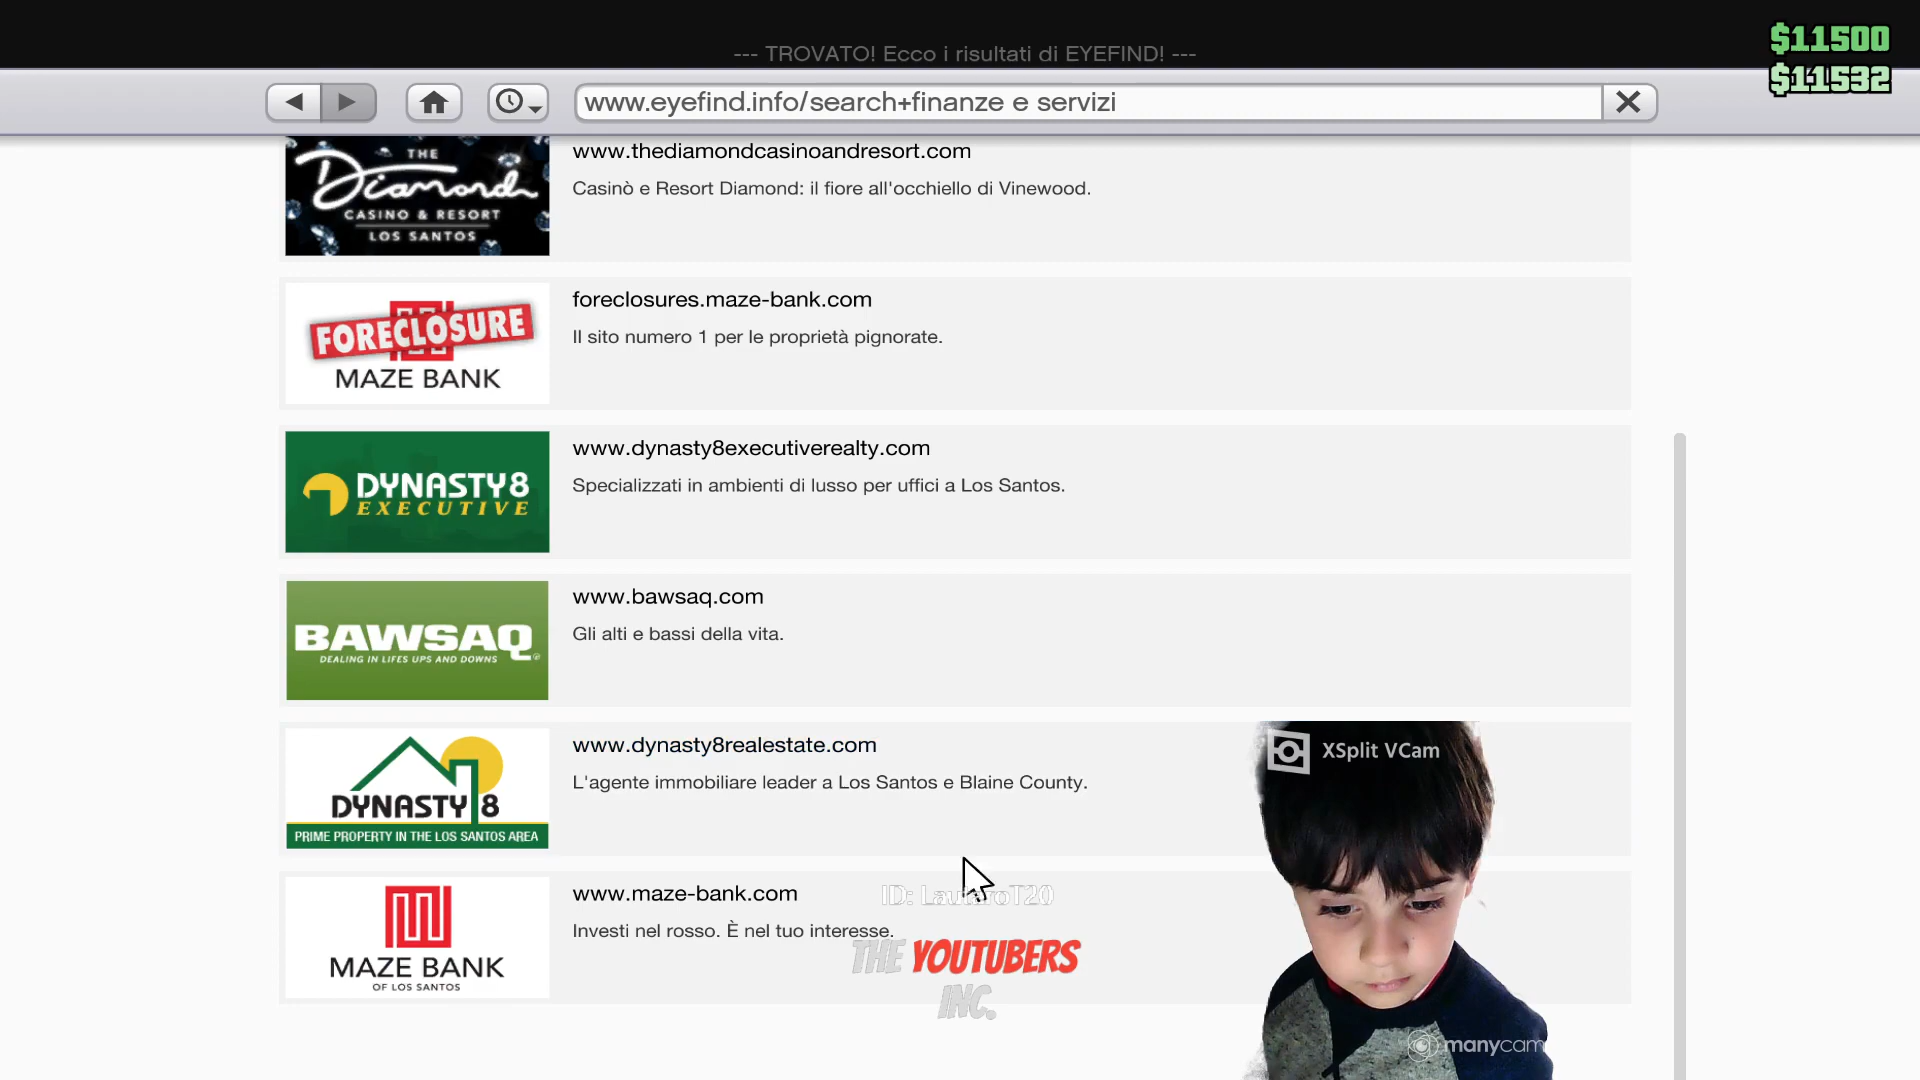 --- TROVATO! Ecco i risultati di EYEFIND! ---
$11500
$11532
www.eyefind.info/search+finanze e servizi
THE
Diamond
CASINO & RESORT
LOS SANTOS
www.thediamondcasinoandresort.com
Casinò e Resort Diamond: il fiore all'occhiello di Vinewood.
FORECLOSURE
MAZE BANK
foreclosures.maze-bank.com
Il sito numero 1 per le proprietà pignorate.
DYNASTY8
EXECUTIVE
www.dynasty8executiverealty.com
Specializzati in ambienti di lusso per uffici a Los Santos.
BAWSAQ
DEALING IN LIFES UPS AND DOWNS
www.bawsaq.com
Gli alti e bassi della vita.
DYNASTY 8
PRIME PROPERTY IN THE LOS SANTOS AREA
www.dynasty8realestate.com
L'agente immobiliare leader a Los Santos e Blaine County.
XSplit VCam
MAZE BANK
OF LOS SANTOS
www.maze-bank.com
Investi nel rosso. È nel tuo interesse.
ID: LautaroT20
THE YOUTUBERS
INC.
manycam